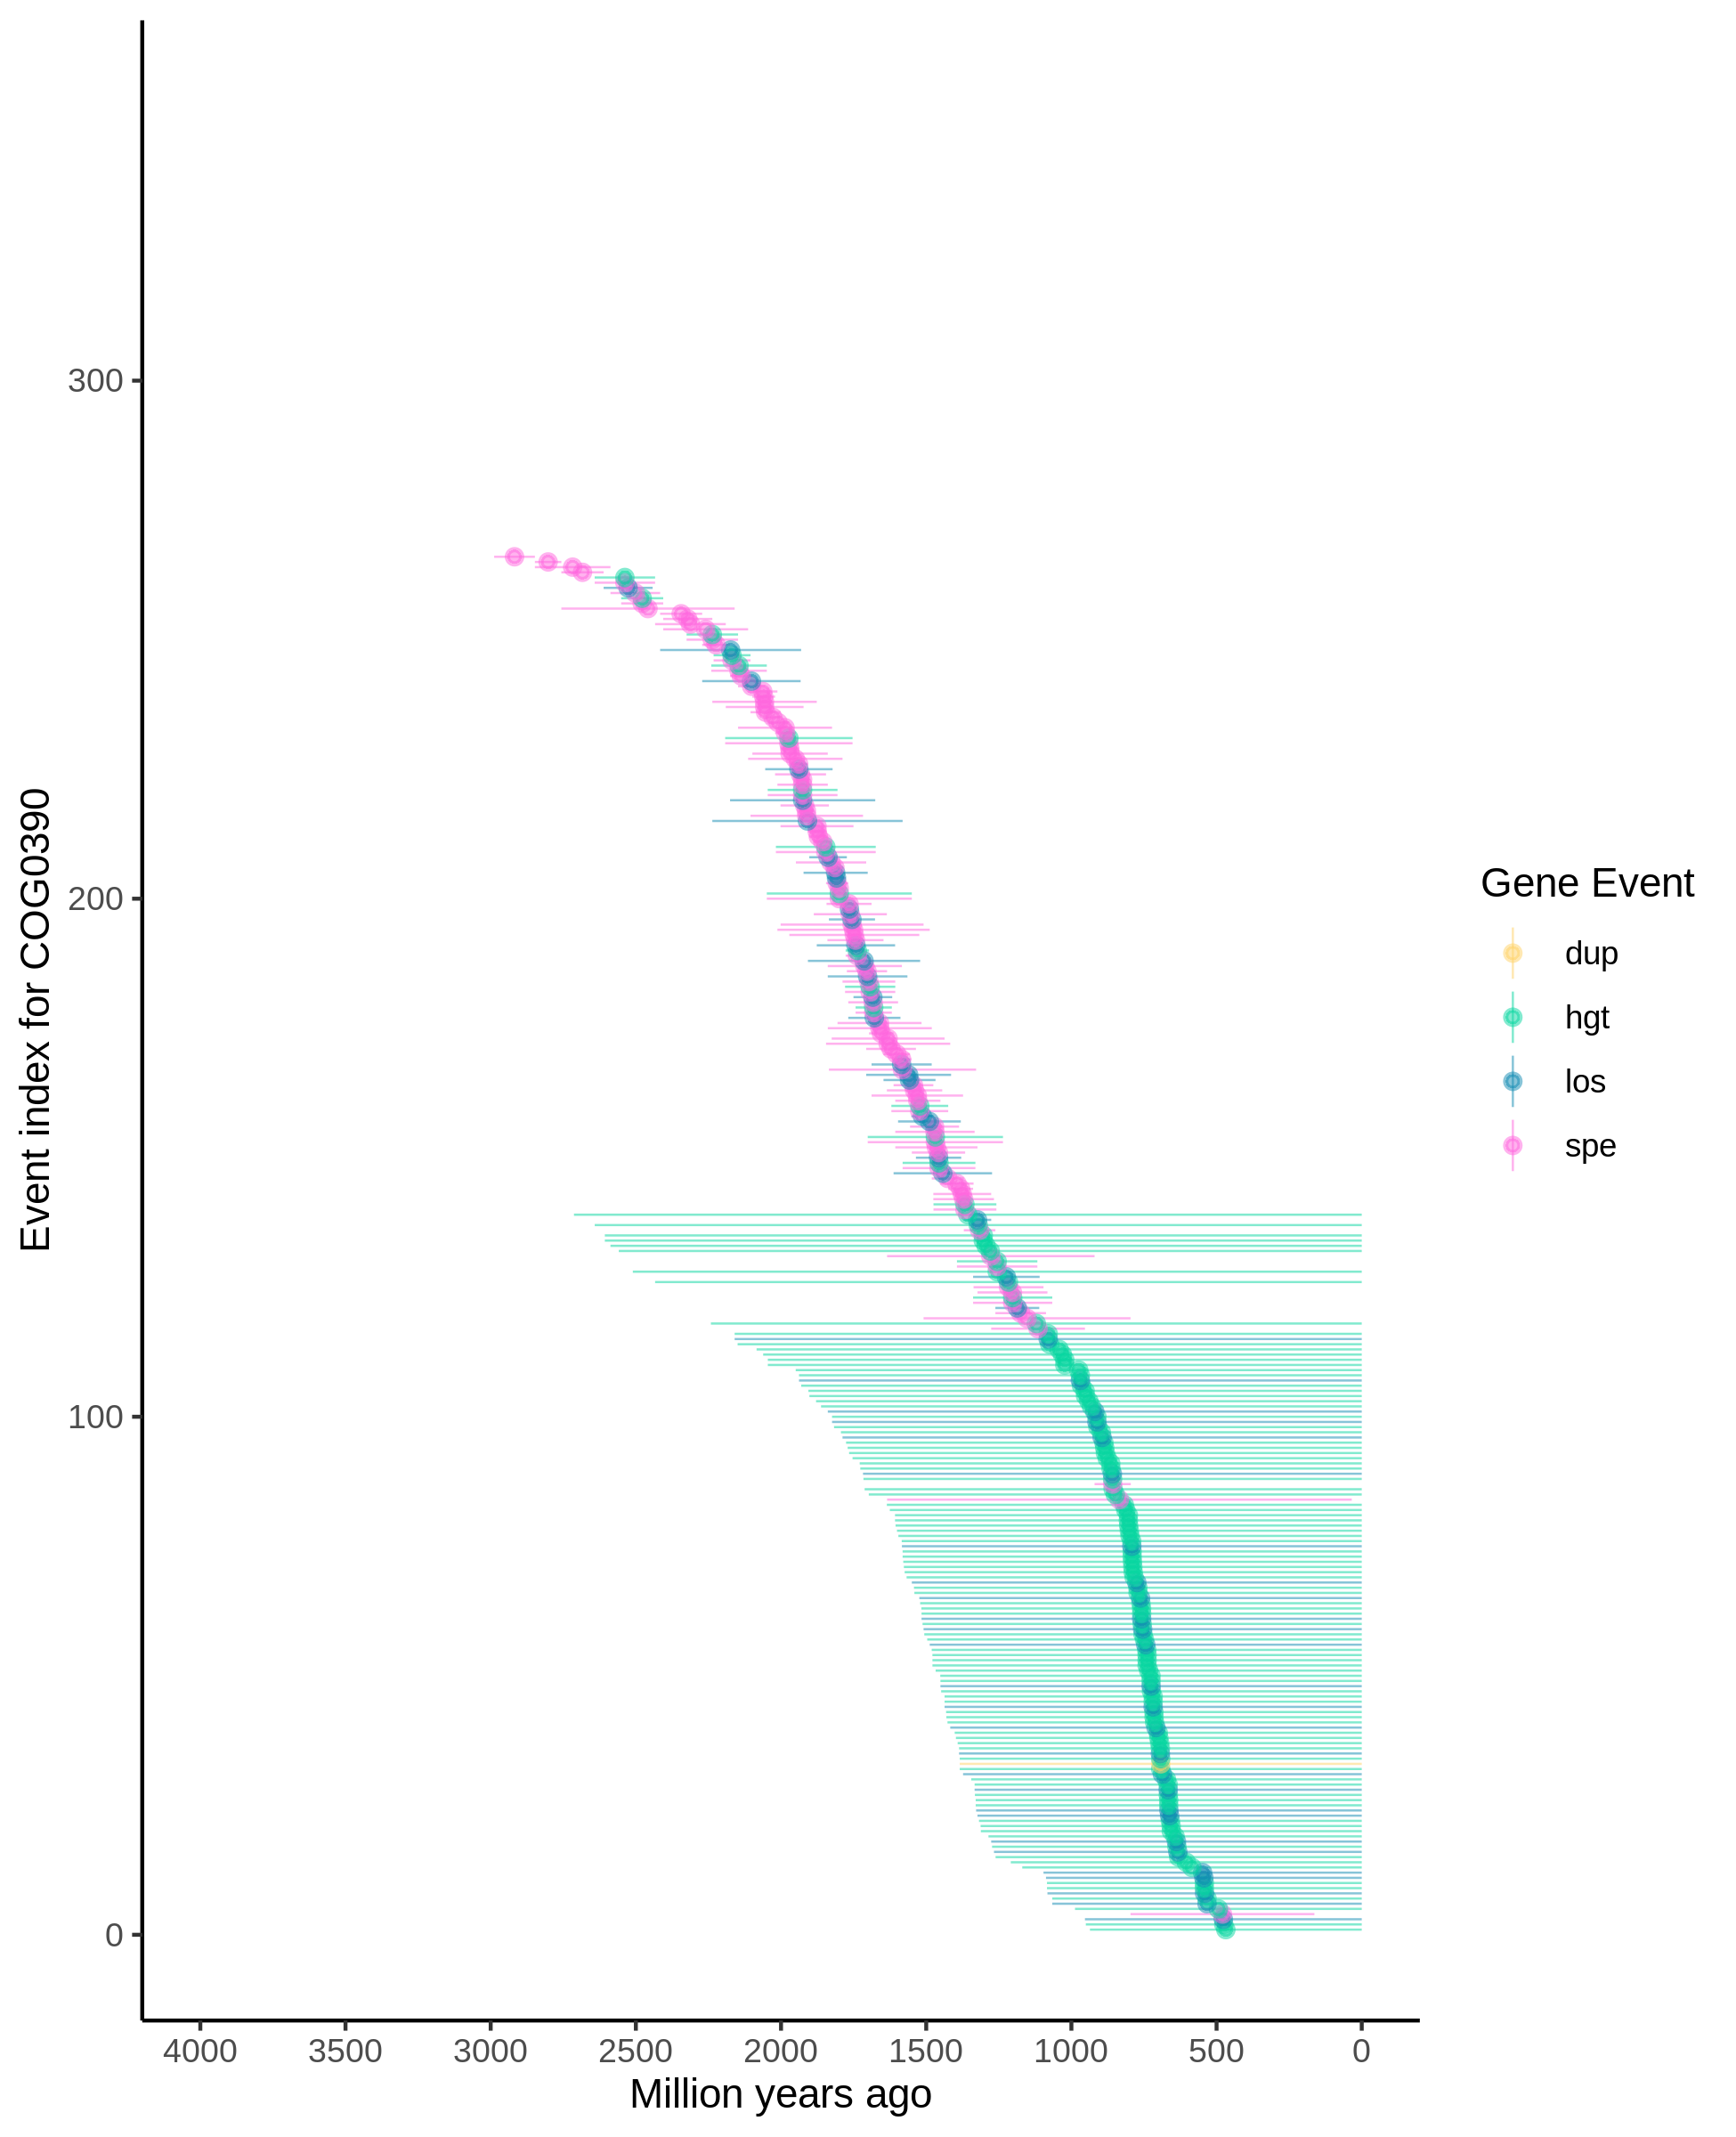 Event index for COG0390
300
200
100
0
4000 3500 3000 2500 2000 1500 1000 500 0
Million years ago
Gene Event
dup
hgt
los
spe